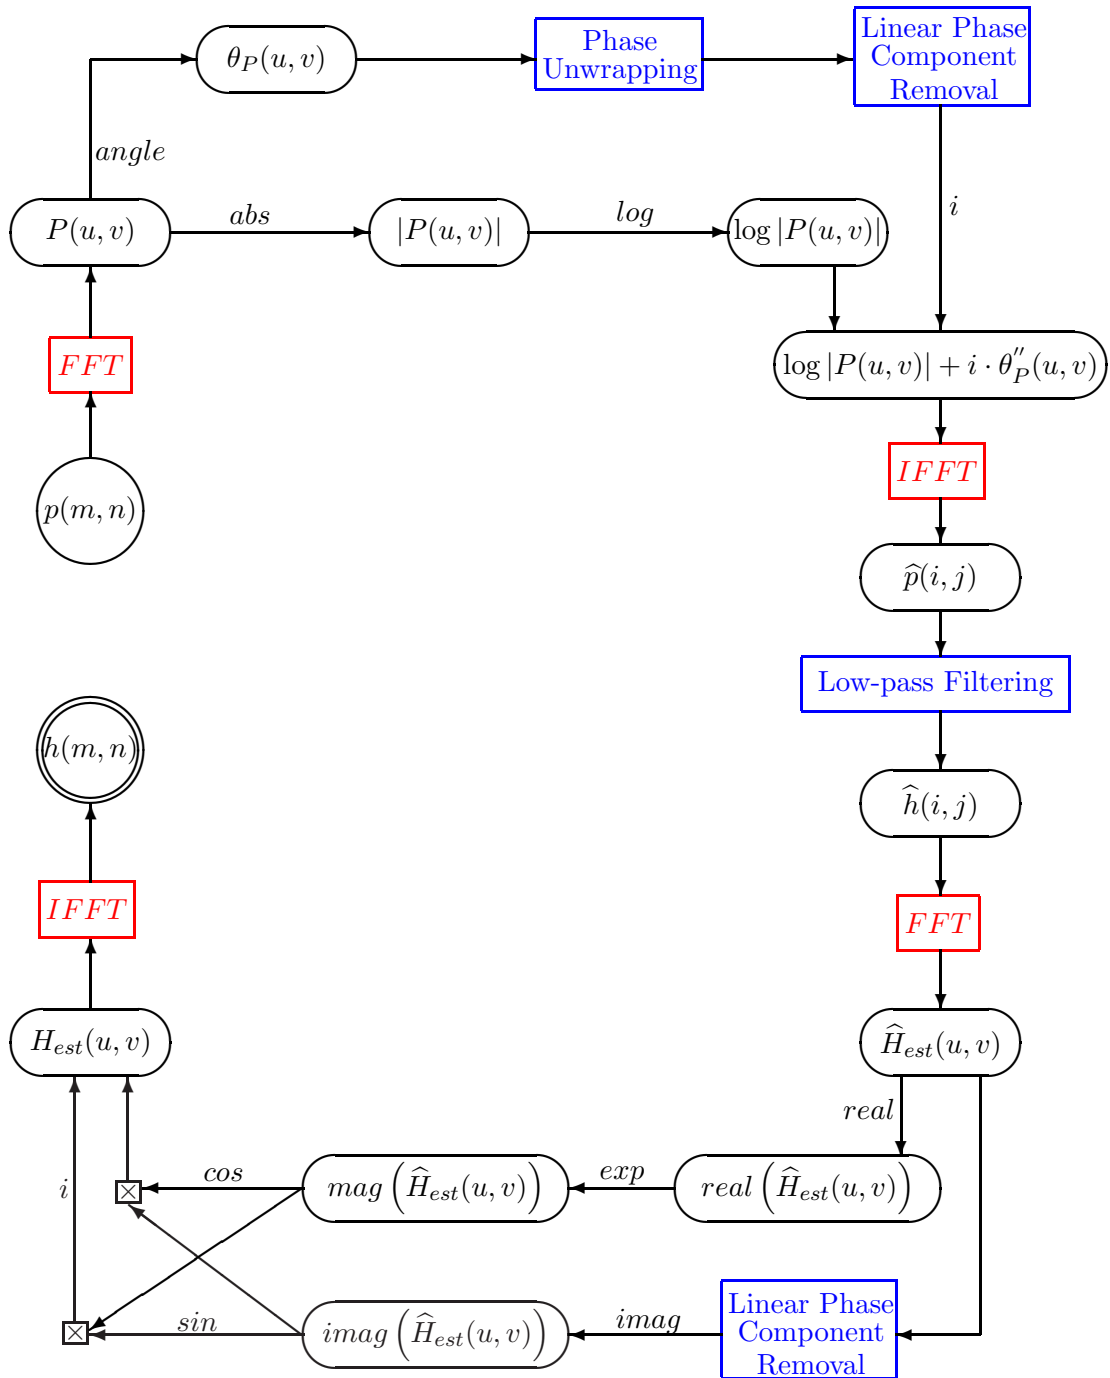 θ_P(u, v)
Phase
Unwrapping
Linear Phase
Component
Removal
angle
P(u, v)
abs
|P(u, v)|
log
log |P(u, v)|
i
FFT
log |P(u, v)| + i · θ''_P(u, v)
IFFT
p(m, n)
p̂(i, j)
Low-pass Filtering
h(m, n)
ĥ(i, j)
IFFT
FFT
H_est(u, v)
Ĥ_est(u, v)
real
i
cos
mag (Ĥ_est(u, v))
exp
real (Ĥ_est(u, v))
×
×
sin
imag (Ĥ_est(u, v))
imag
Linear Phase
Component
Removal